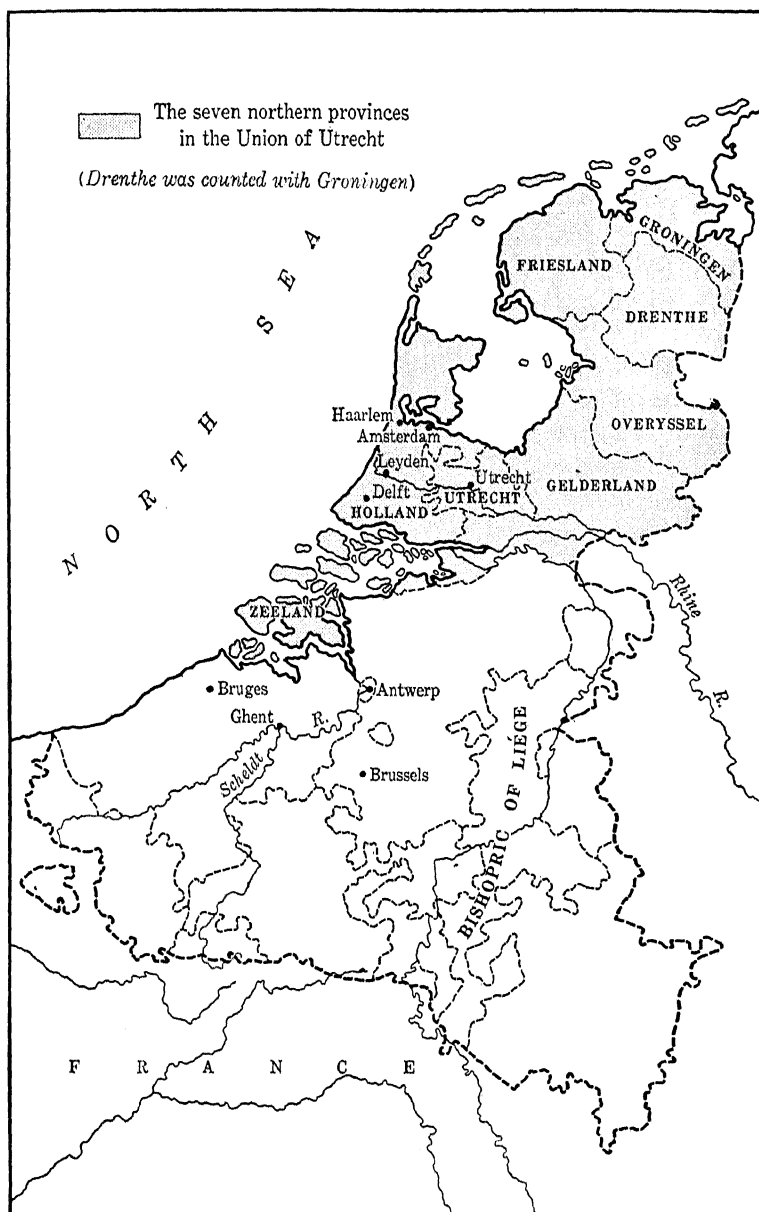 The seven northern provinces
in the Union of Utrecht
(Drenthe was counted with Groningen)
NORTH SEA
GRONINGEN
FRIESLAND
DRENTHE
OVERYSSEL
Haarlem
Amsterdam
Leyden
Utrecht
Delft
UTRECHT
GELDERLAND
HOLLAND
ZEELAND
Rhine R.
Bruges
Antwerp
Ghent
Scheldt R.
Brussels
BISHOPRIC OF LIÉGE
FRANCE